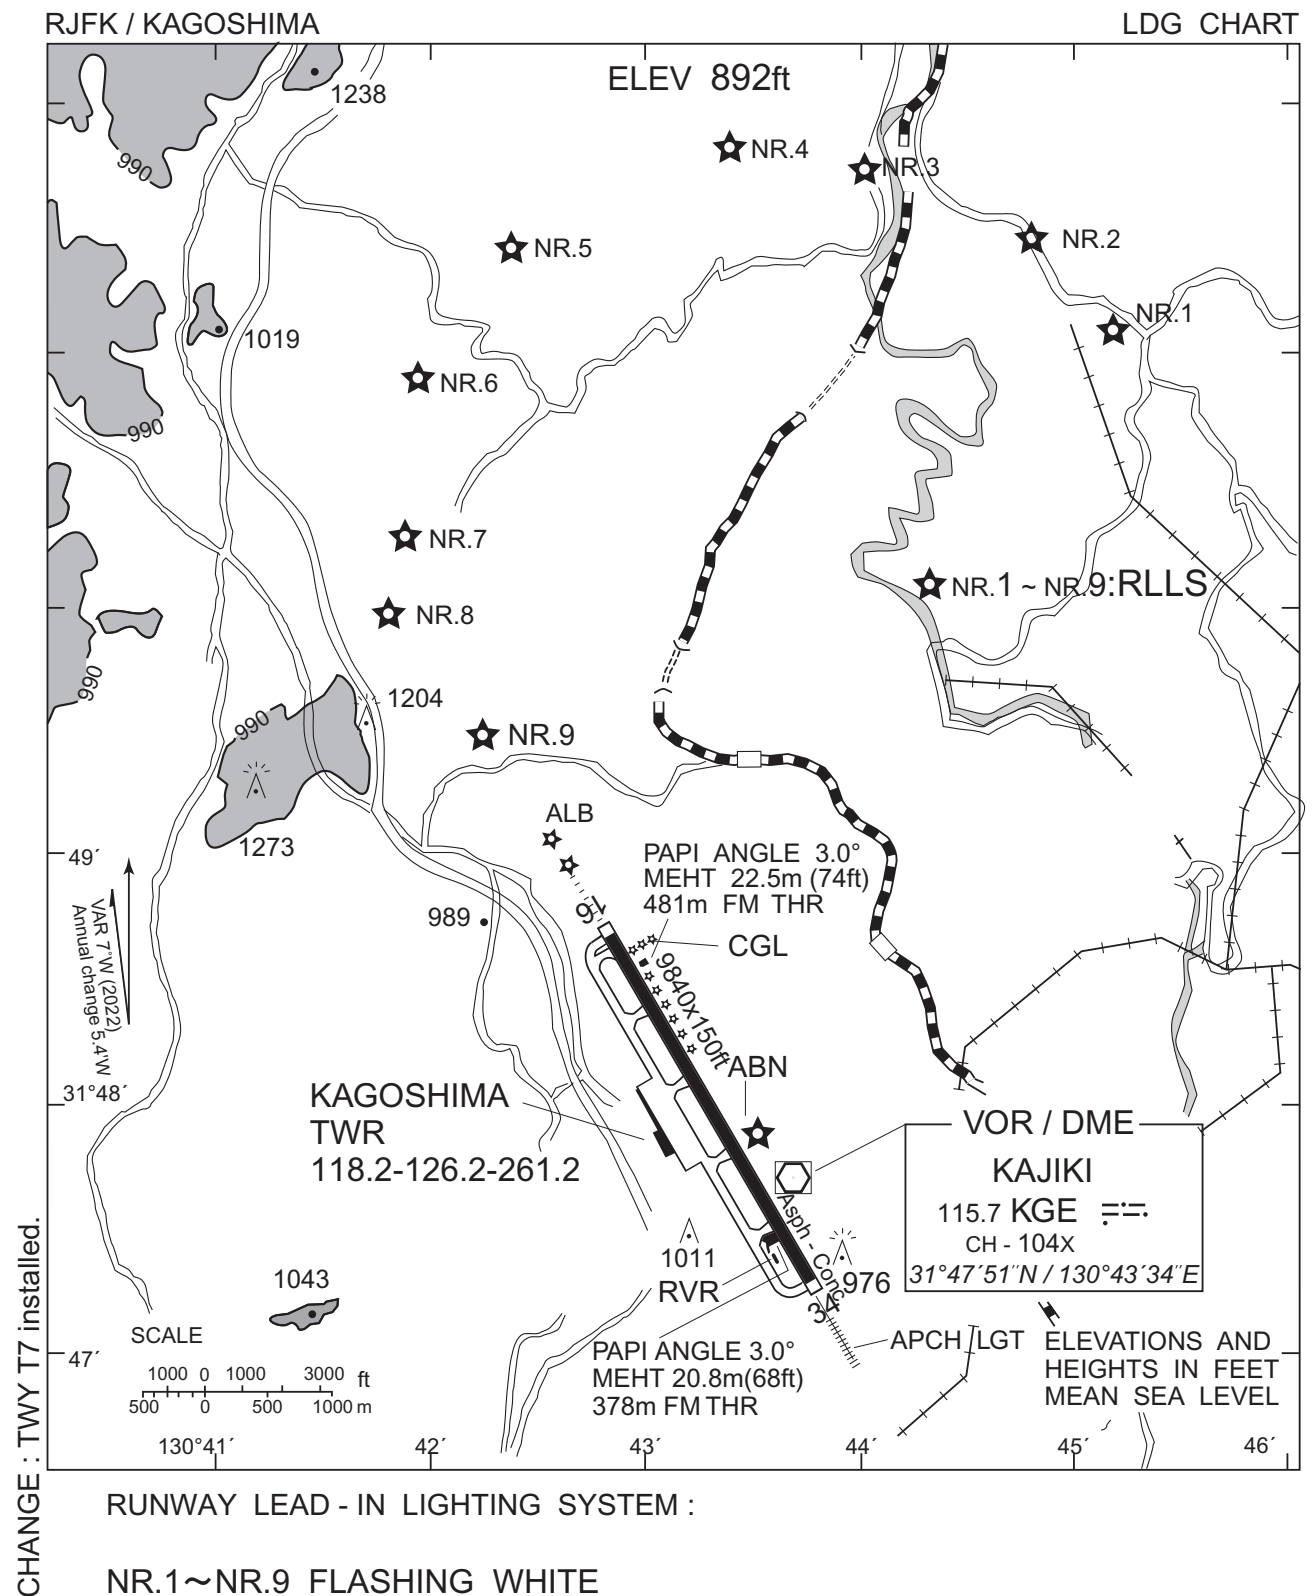 RJFK / KAGOSHIMA
LDG CHART
ELEV 892ft
1238
990
NR.4
NR.3
NR.5
NR.2
NR.1
1019
NR.6
990
NR.7
NR.1 ~ NR.9:RLLS
NR.8
990
1204
990
NR.9
1273
ALB
49´
PAPI ANGLE 3.0°
MEHT 22.5m (74ft)
481m FM THR
16
989
CGL
VAR 7°W (2022)
Annual change 5.4'W
9840x150ft
ABN
31°48´
KAGOSHIMA
TWR
118.2-126.2-261.2
VOR / DME
KAJIKI
115.7 KGE
CH - 104X
31°47´51˝N / 130°43´34˝E
Asph - Conc
1011
RVR
976
34
1043
APCH LGT
SCALE
47´
PAPI ANGLE 3.0°
MEHT 20.8m(68ft)
378m FM THR
ELEVATIONS AND
HEIGHTS IN FEET
MEAN SEA LEVEL
1000 0 1000 3000 ft
500 0 500 1000 m
130°41´ 42´ 43´ 44´ 45´ 46´
CHANGE : TWY T7 installed.
RUNWAY LEAD - IN LIGHTING SYSTEM :
NR.1～NR.9 FLASHING WHITE